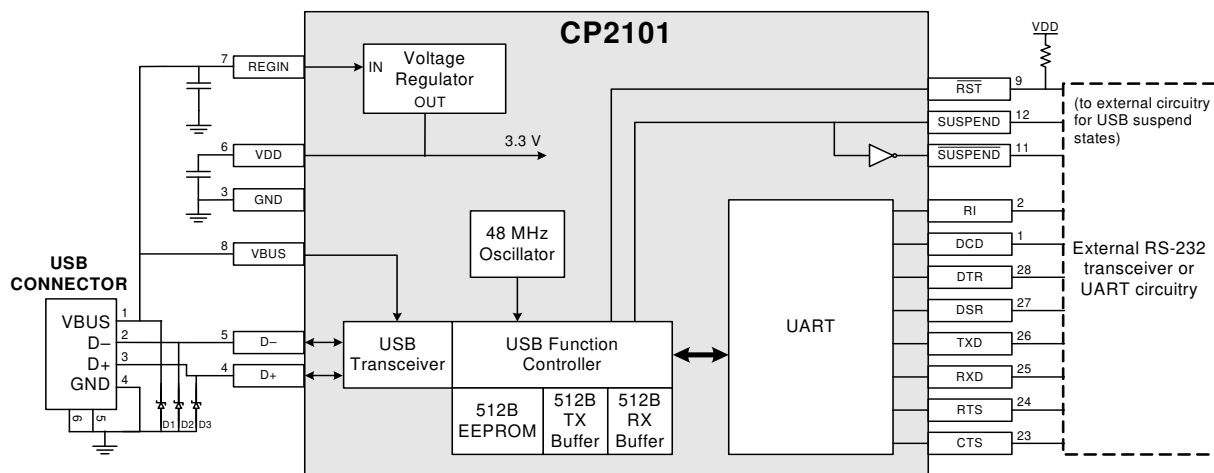 CP2101
7
REGIN
IN
Voltage
Regulator
OUT
6
VDD
3.3 V
3
GND
8
VBUS
48 MHz
Oscillator
USB
CONNECTOR
VBUS
1
D–
2
D+
3
GND
4
6
5
D1
D2
D3
5
D–
4
D+
USB
Transceiver
USB Function
Controller
512B
EEPROM
512B
TX
Buffer
512B
RX
Buffer
UART
VDD
RST
9
SUSPEND
12
SUSPEND
11
RI
2
DCD
1
DTR
28
DSR
27
TXD
26
RXD
25
RTS
24
CTS
23
(to external circuitry
for USB suspend
states)
External RS-232
transceiver or
UART circuitry